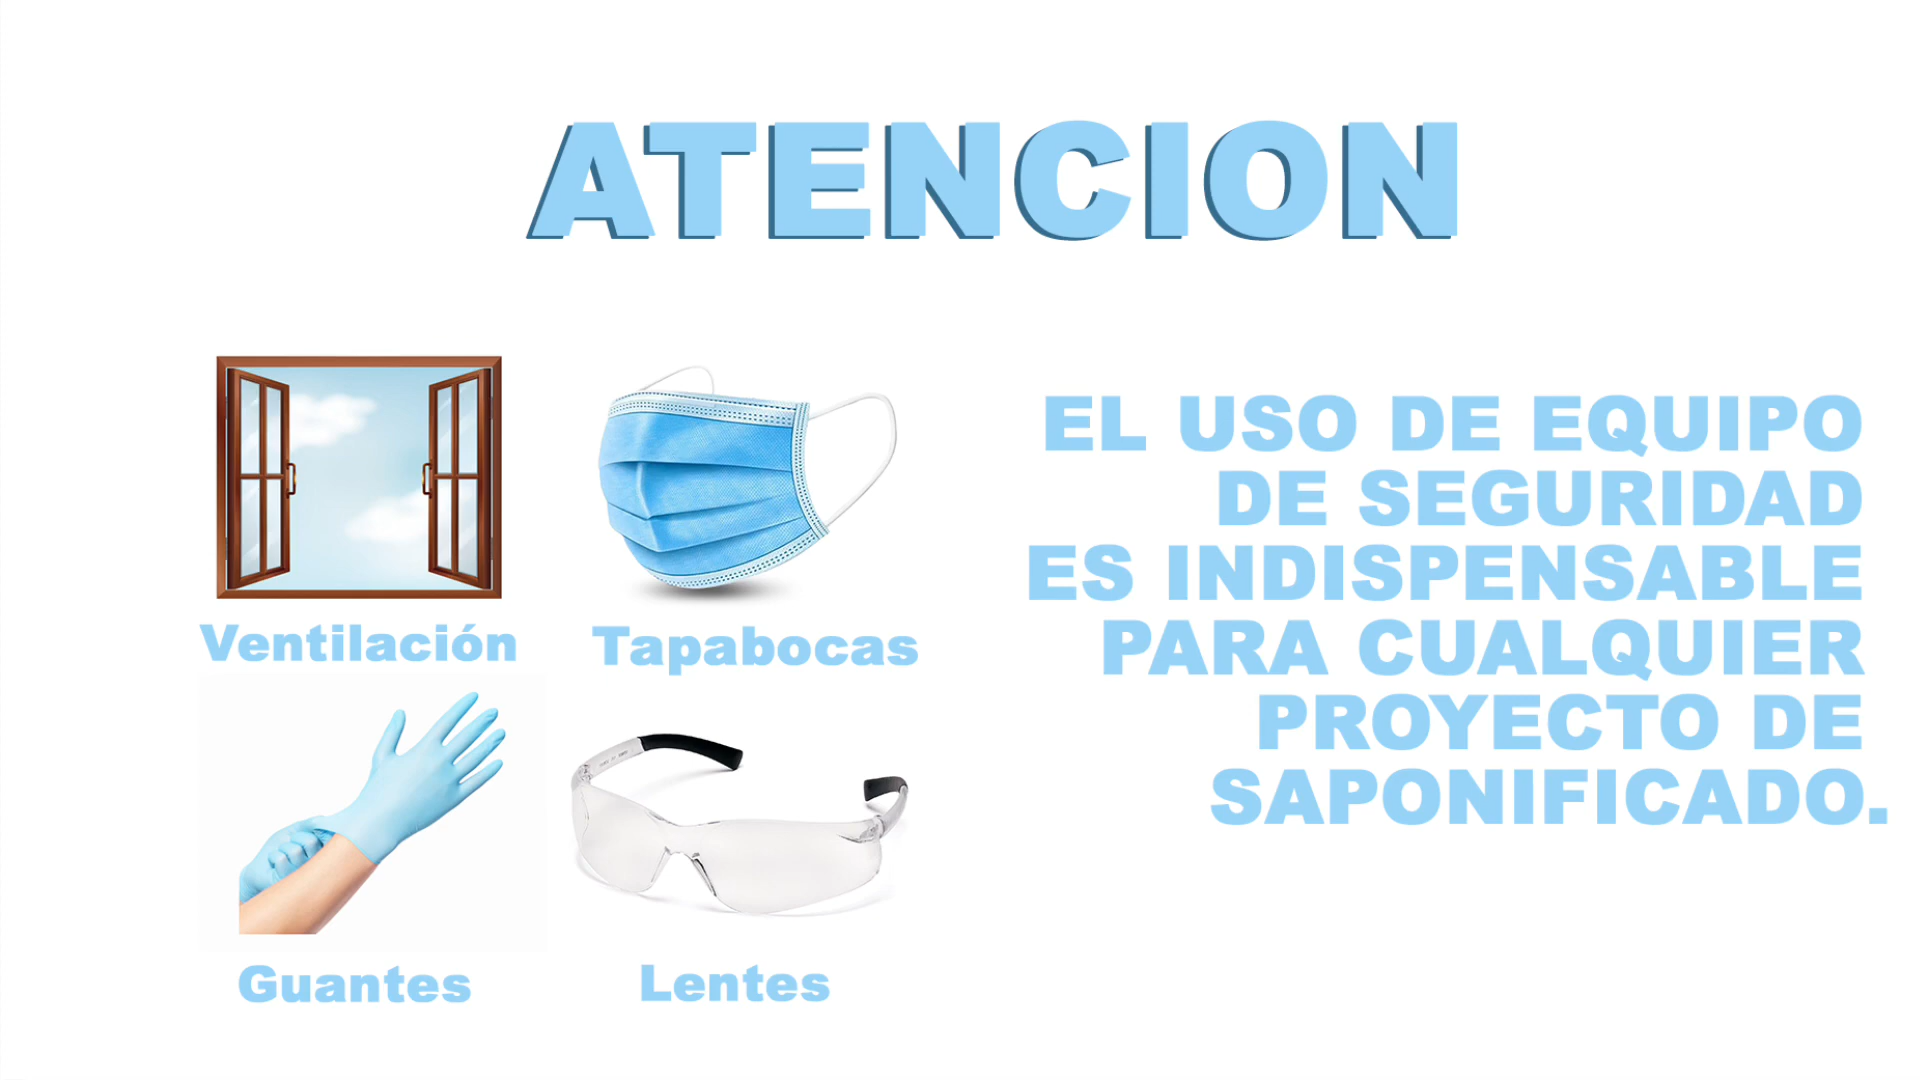 ATENCION
Ventilación
Tapabocas
Guantes
Lentes
EL USO DE EQUIPO
DE SEGURIDAD
ES INDISPENSABLE
PARA CUALQUIER
PROYECTO DE
SAPONIFICADO.